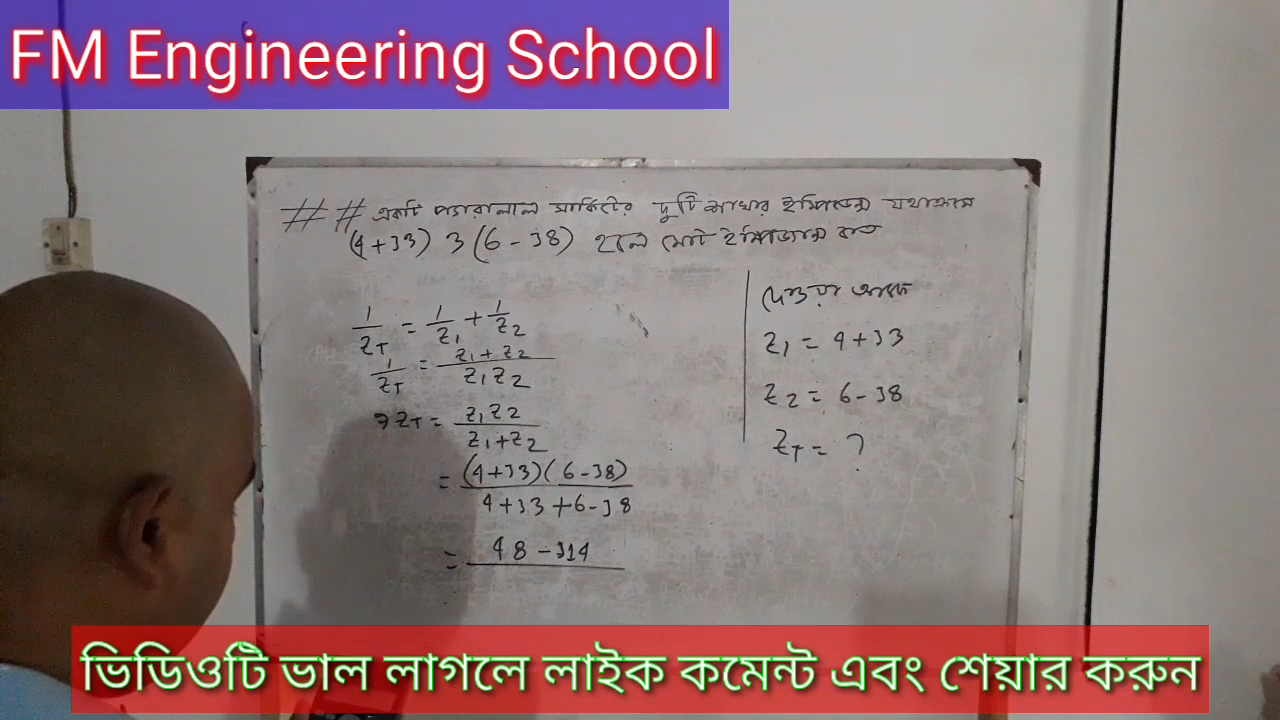 FM Engineering School
## একটি প্যারালাল সার্কিটের দুটি শাখার ইম্পিডেন্স যথাক্রমে
(4+J3) ও (6-J8) হলে মোট ইম্পিড্যান্স কত
দেওয়া আছে
1/ZT = 1/Z1 + 1/Z2
Z1 = 4+J3
1/ZT = Z1+Z2/Z1Z2
Z2 = 6-J8
ZT = Z1Z2/Z1+Z2
ZT = ?
= (4+J3)(6-J8)/4+J3+6-J8
= 48-J14
ভিডিওটি ভাল লাগলে লাইক কমেন্ট এবং শেয়ার করুন